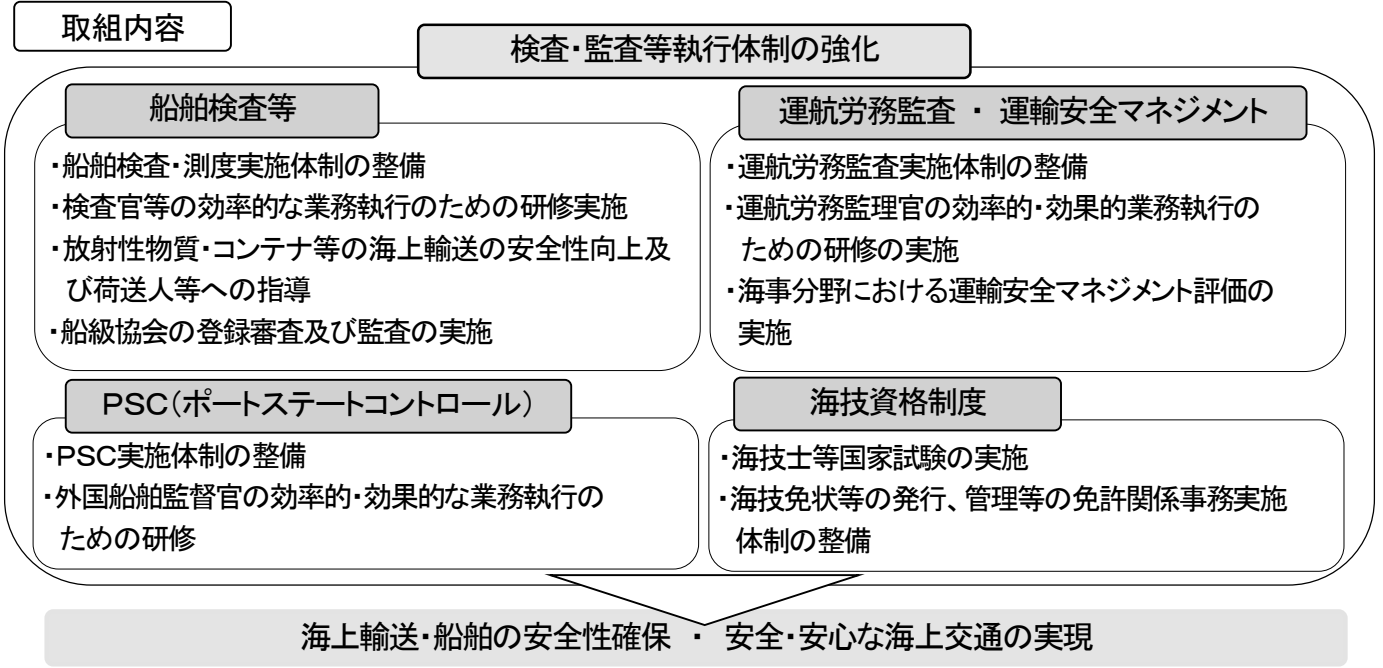 取組内容
検査・監査等執行体制の強化
船舶検査等
・船舶検査・測度実施体制の整備
・検査官等の効率的な業務執行のための研修実施
・放射性物質・コンテナ等の海上輸送の安全性向上及
び荷送人等への指導
・船級協会の登録審査及び監査の実施
運航労務監査 ・ 運輸安全マネジメント
・運航労務監査実施体制の整備
・運航労務監理官の効率的・効果的業務執行の
ための研修の実施
・海事分野における運輸安全マネジメント評価の
実施
PSC(ポートステートコントロール)
・PSC実施体制の整備
・外国船舶監督官の効率的・効果的な業務執行の
ための研修
海技資格制度
・海技士等国家試験の実施
・海技免状等の発行、管理等の免許関係事務実施
体制の整備
海上輸送・船舶の安全性確保 ・ 安全・安心な海上交通の実現